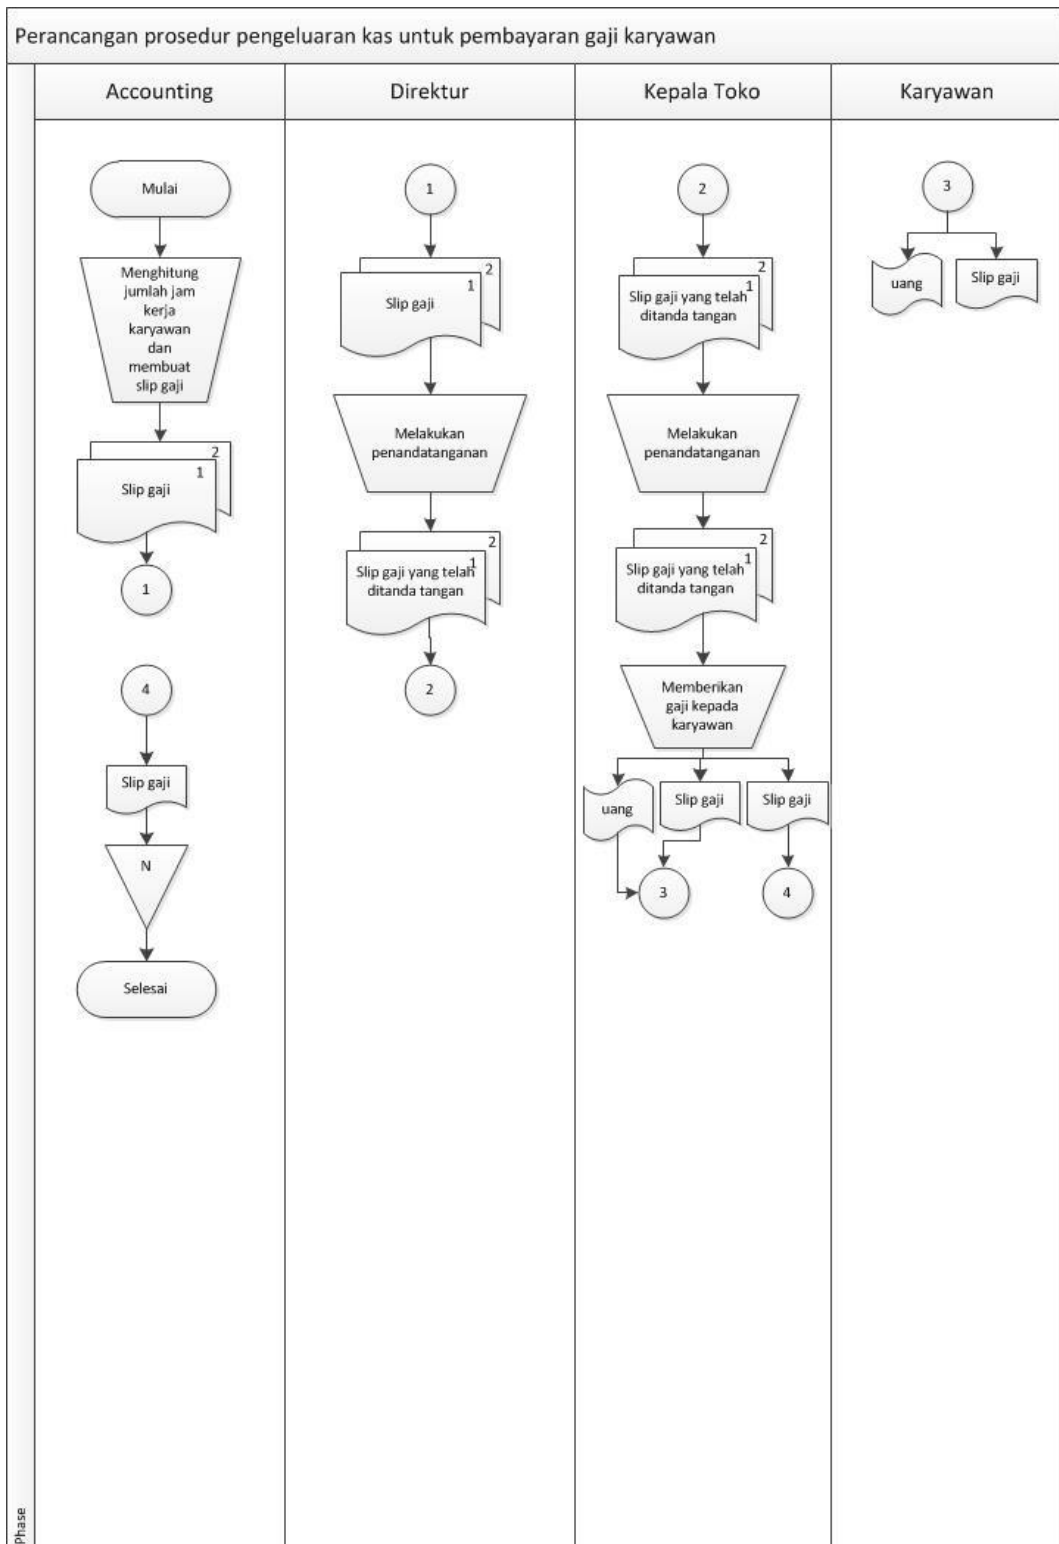 Perancangan prosedur pengeluaran kas untuk pembayaran gaji karyawan
Accounting
Direktur
Kepala Toko
Karyawan
Mulai
Menghitung
jumlah jam
kerja
karyawan
dan
membuat
slip gaji
2
1
Slip gaji
1
4
Slip gaji
N
Selesai
1
2
1
Slip gaji
Melakukan
penandatanganan
2
1
Slip gaji yang telah
ditanda tangan
2
2
2
1
Slip gaji yang telah
ditanda tangan
Melakukan
penandatanganan
2
1
Slip gaji yang telah
ditanda tangan
Memberikan
gaji kepada
karyawan
uang
Slip gaji
Slip gaji
3
4
3
uang
Slip gaji
Phase